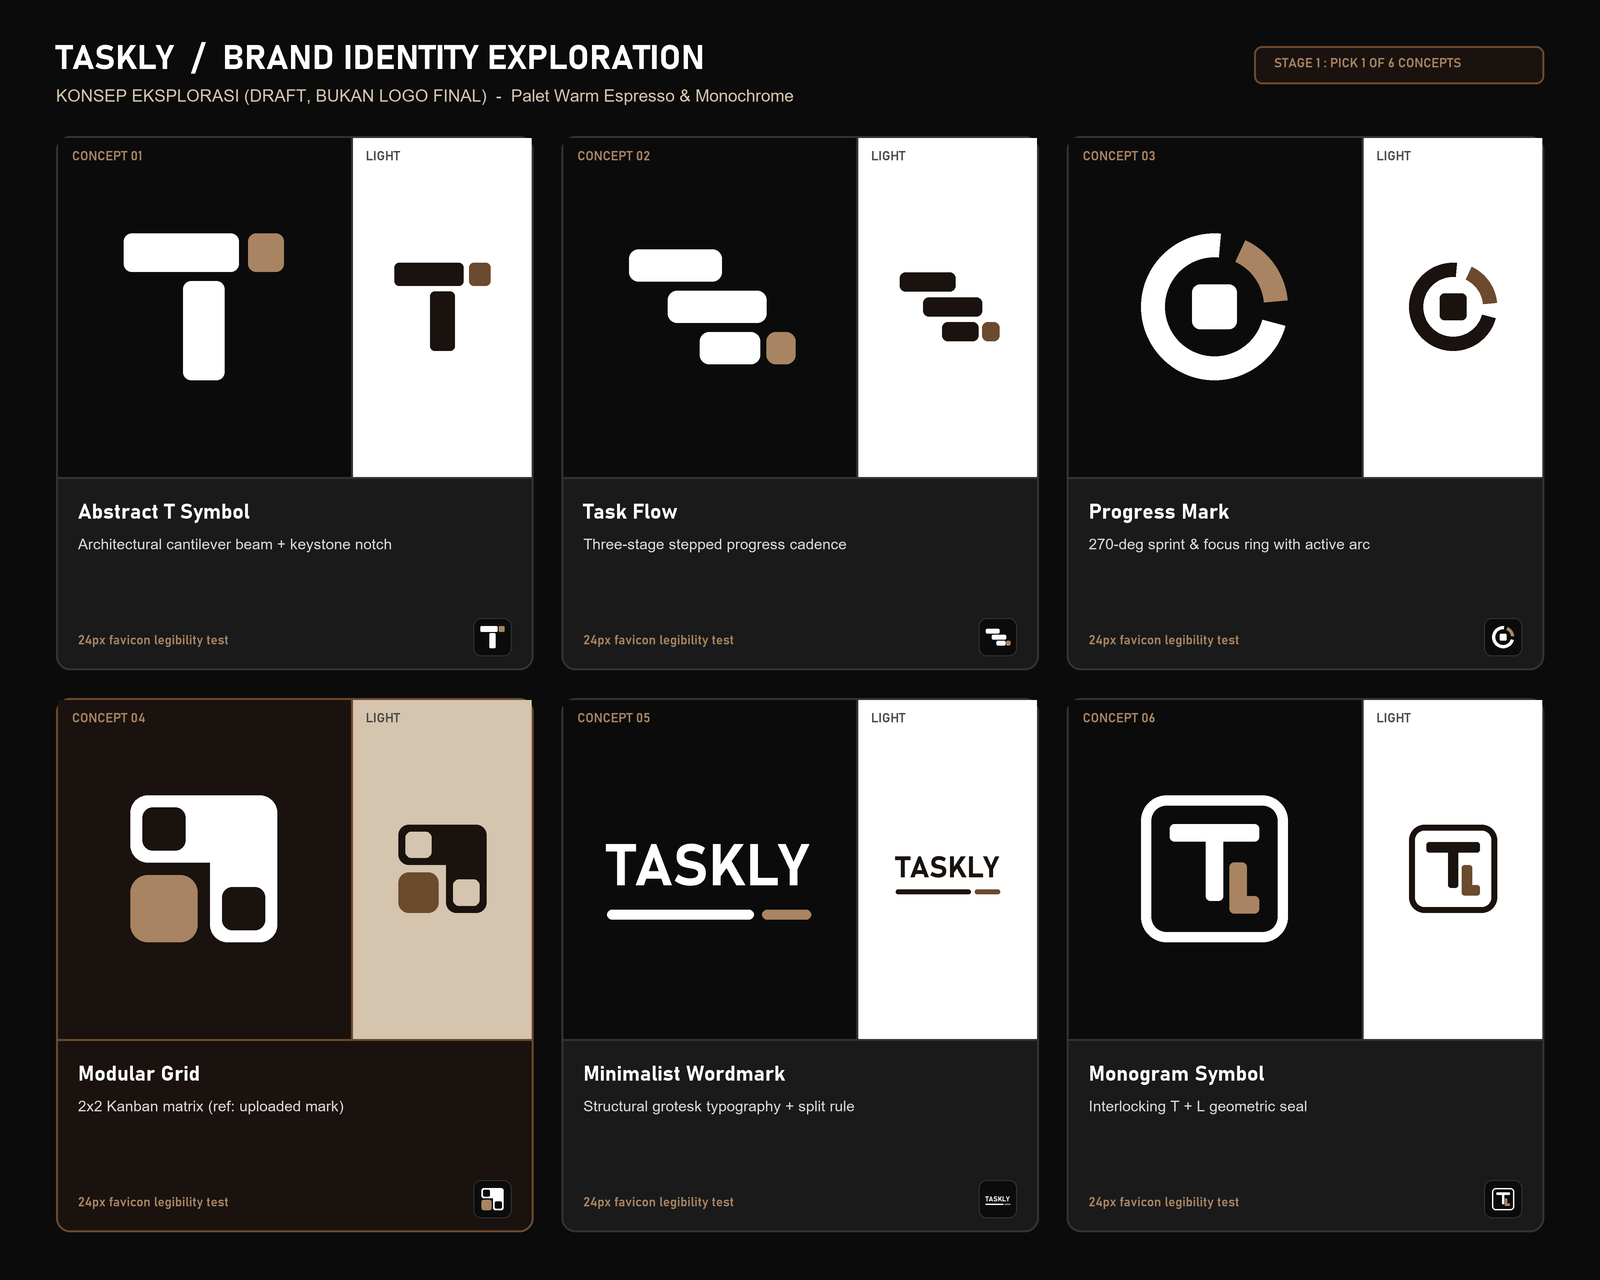 TASKLY / BRAND IDENTITY EXPLORATION
STAGE 1 : PICK 1 OF 6 CONCEPTS
KONSEP EKSPLORASI (DRAFT, BUKAN LOGO FINAL) - Palet Warm Espresso & Monochrome
CONCEPT 01
LIGHT
Abstract T Symbol
Architectural cantilever beam + keystone notch
24px favicon legibility test
CONCEPT 02
LIGHT
Task Flow
Three-stage stepped progress cadence
24px favicon legibility test
CONCEPT 03
LIGHT
Progress Mark
270-deg sprint & focus ring with active arc
24px favicon legibility test
CONCEPT 04
LIGHT
Modular Grid
2x2 Kanban matrix (ref: uploaded mark)
24px favicon legibility test
CONCEPT 05
LIGHT
TASKLY
TASKLY
Minimalist Wordmark
Structural grotesk typography + split rule
24px favicon legibility test
TASKLY
CONCEPT 06
LIGHT
TL
TL
Monogram Symbol
Interlocking T + L geometric seal
24px favicon legibility test
TL